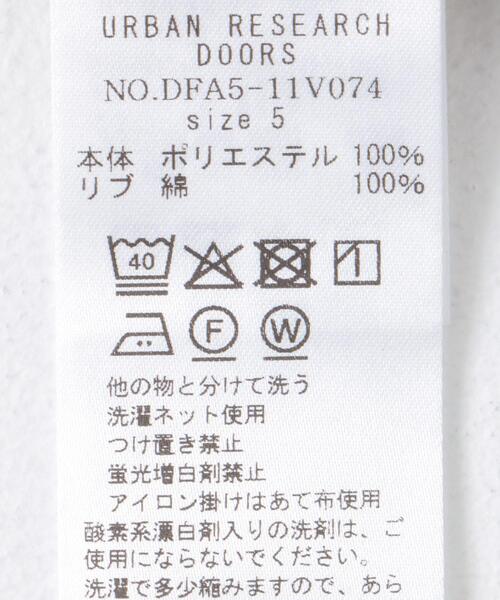 URBAN RESEARCH
DOORS
NO.DFA5-11V074
size 5
本体 ポリエステル 100%
リブ 綿 100%
40
F W
他の物と分けて洗う
洗濯ネット使用
つけ置き禁止
蛍光増白剤禁止
アイロン掛けはあて布使用
酸素系漂白剤入りの洗剤は、ご
使用にならないでください。
洗濯で多少縮みますので、あら